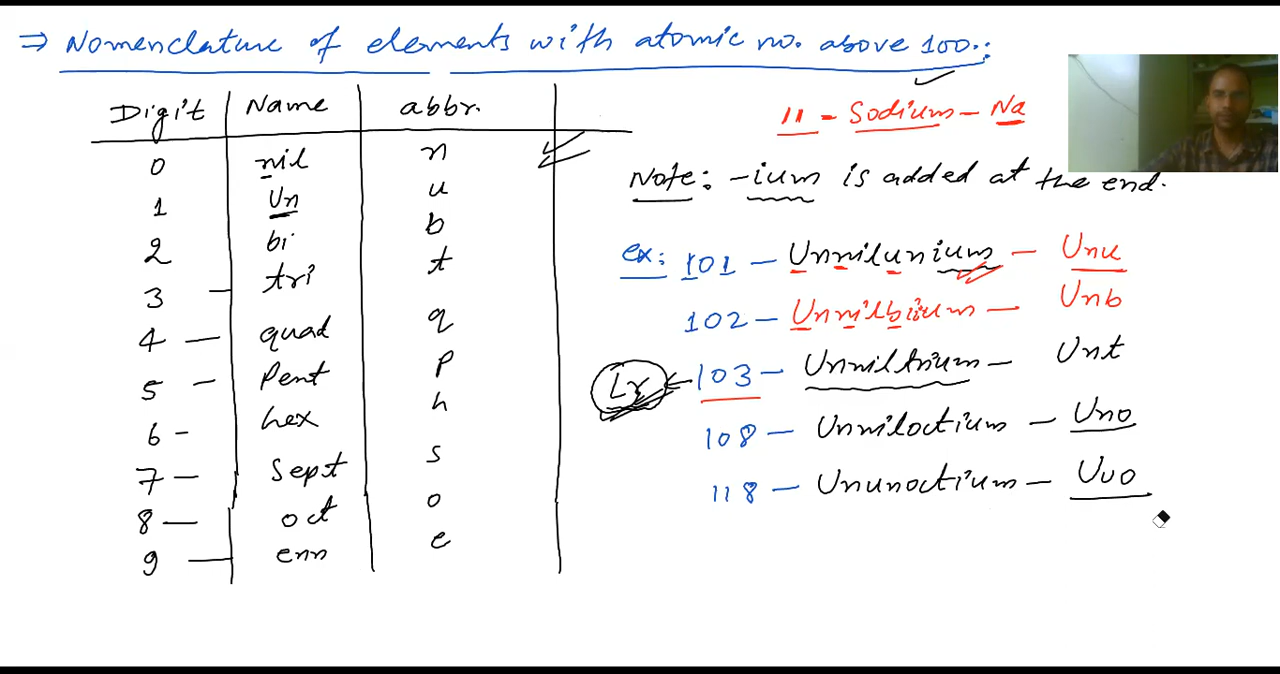 ⇒ Nomenclature of elements with atomic no. above 100.:
Digit Name abbr.
0 nil n
1 Un u
2 bi b
3 – tri t
4 – quad q
5 – Pent p
6 – hex h
7 – Sept s
8 – oct o
9 – enn e
11 – Sodium – Na
Note: -ium is added at the end.
ex: 101 – Unnilunium – Unu
102 – Unnilbium – Unb
Lr ← 103 – Unniltrium – Unt
108 – Unniloctium – Uno
118 – Ununoctium – Uuo